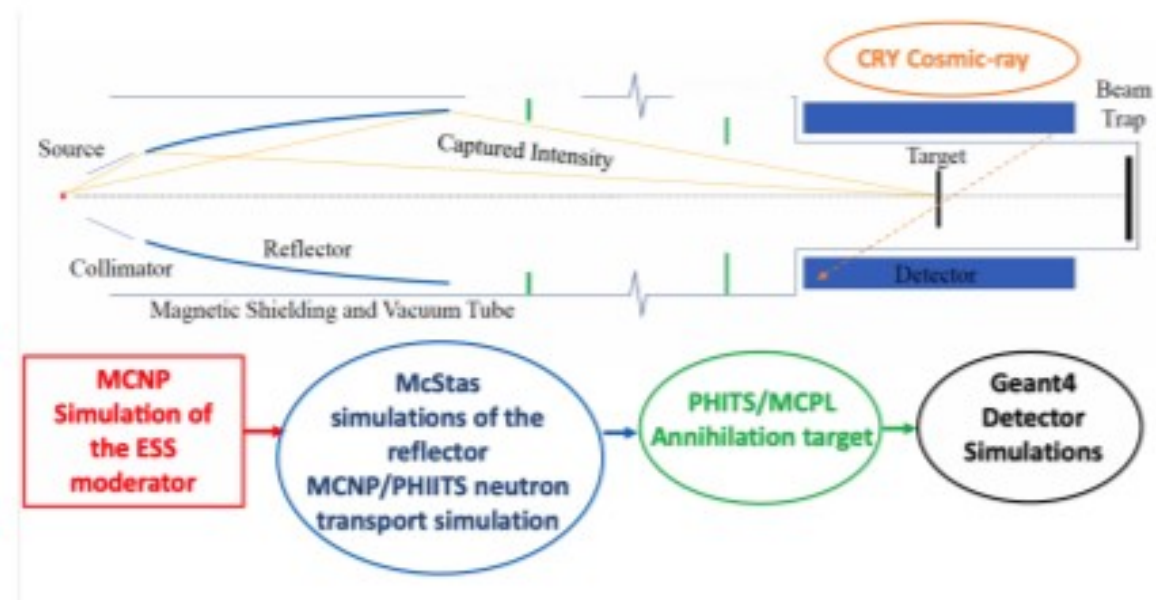 CRY Cosmic-ray
Beam
Trap
Source
Captured Intensity
Target
Reflector
Collimator
Detector
Magnetic Shielding and Vacuum Tube
MCNP
Simulation of
the ESS
moderator
McStas
simulations of the
reflector
MCNP/PHIITS neutron
transport simulation
PHITS/MCPL
Annihilation target
Geant4
Detector
Simulations